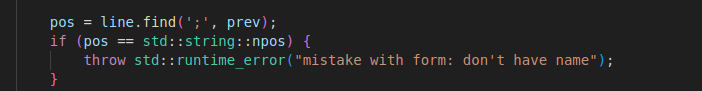 pos = line.find(';', prev);
if (pos == std::string::npos) {
throw std::runtime_error("mistake with form: don't have name");
}